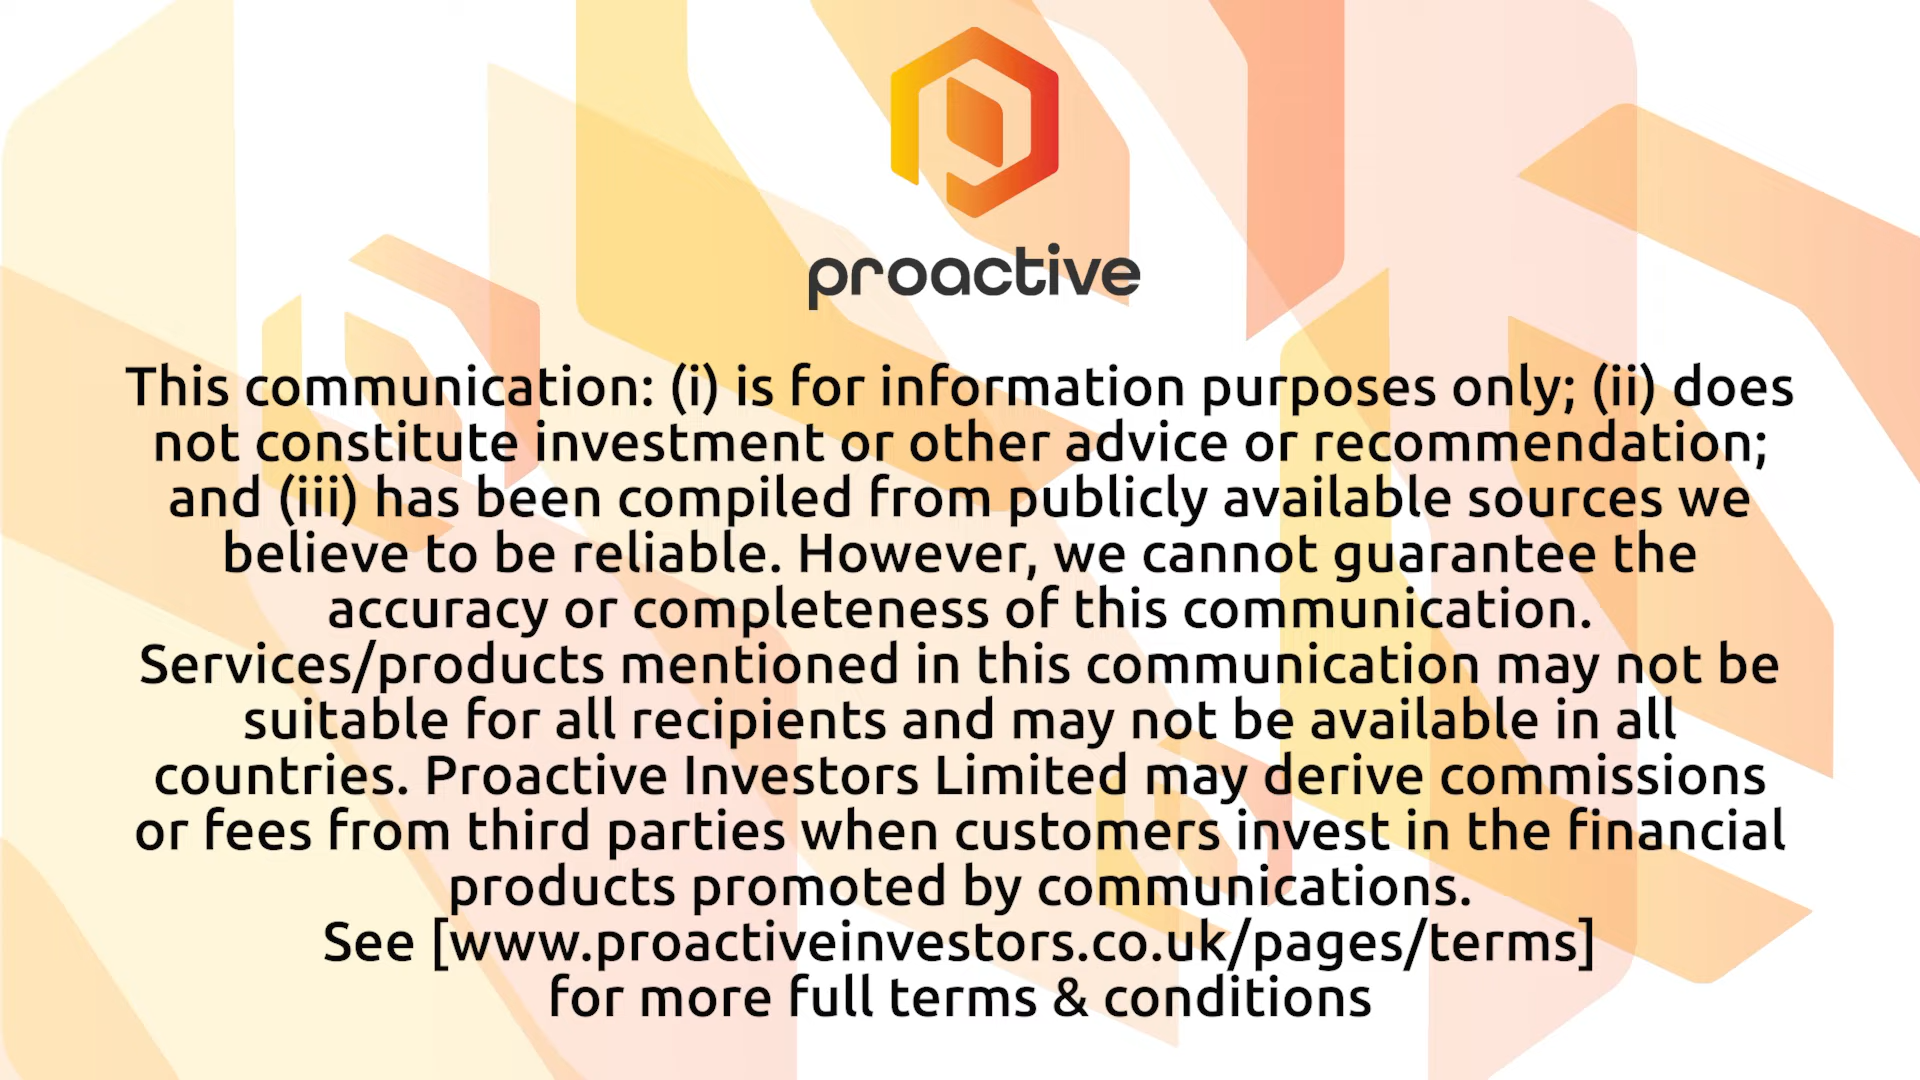 proactive
This communication: (i) is for information purposes only; (ii) does
not constitute investment or other advice or recommendation;
and (iii) has been compiled from publicly available sources we
believe to be reliable. However, we cannot guarantee the
accuracy or completeness of this communication.
Services/products mentioned in this communication may not be
suitable for all recipients and may not be available in all
countries. Proactive Investors Limited may derive commissions
or fees from third parties when customers invest in the financial
products promoted by communications.
See [www.proactiveinvestors.co.uk/pages/terms]
for more full terms & conditions